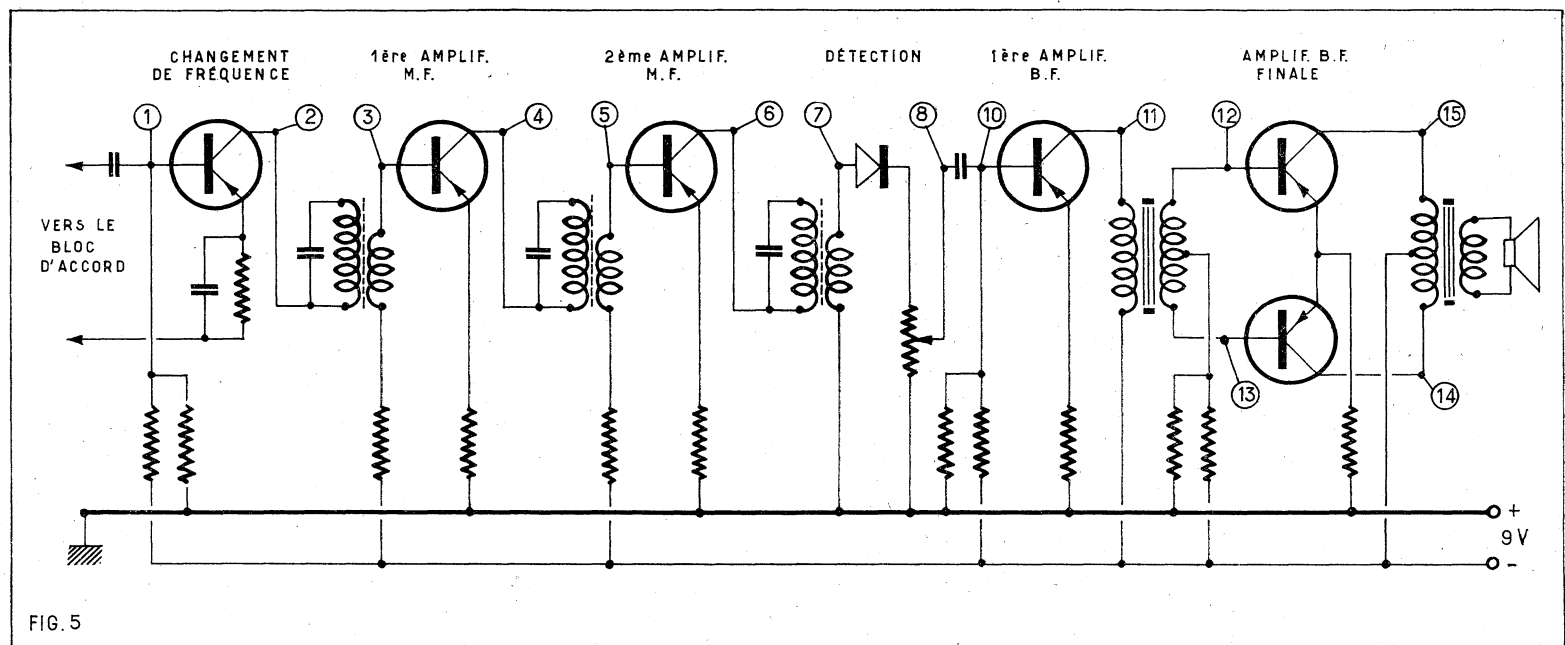 CHANGEMENT
DE FRÉQUENCE
1ère AMPLIF.
M.F.
2ème AMPLIF.
M.F.
DÉTECTION
1ère AMPLIF.
B.F.
AMPLIF. B.F.
FINALE
1
2
3
4
5
6
7
8
10
11
12
15
VERS LE
BLOC
D'ACCORD
13
14
+
9V
-
FIG. 5